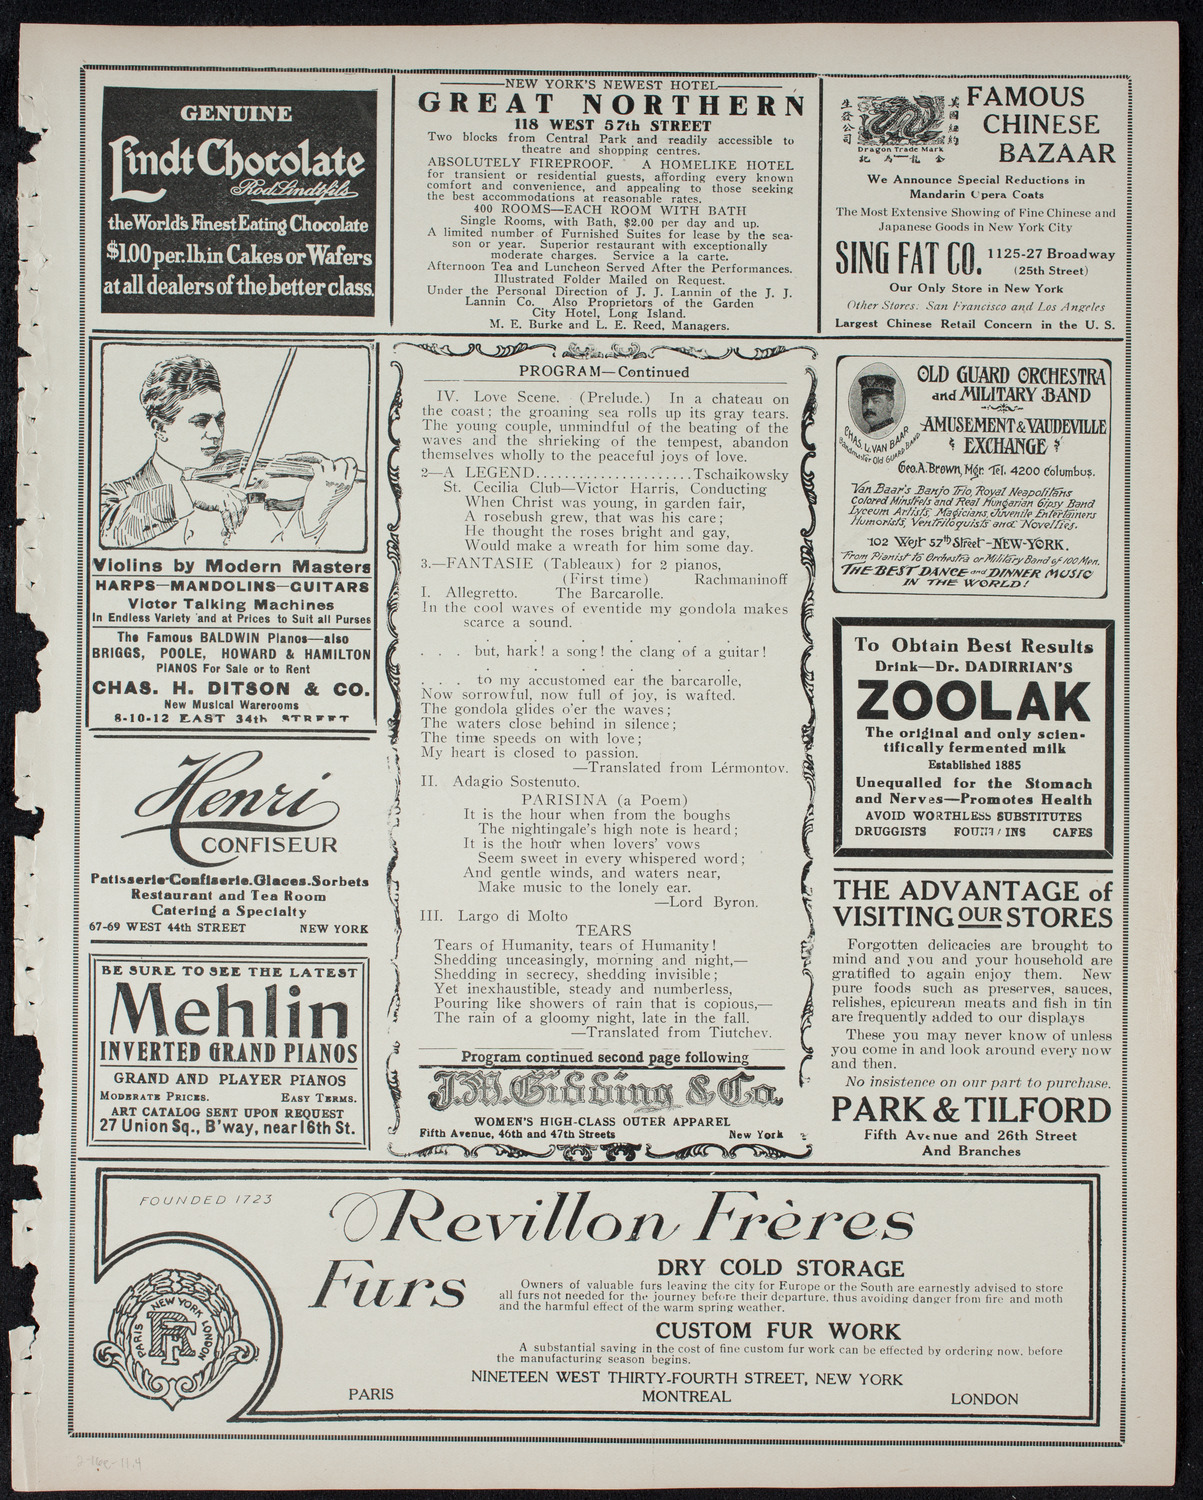 GENUINE
Lindt Chocolate
Rod. Lindt fils
the World's Finest Eating Chocolate
$1.00 per. lb. in Cakes or Wafers
at all dealers of the better class.
NEW YORK'S NEWEST HOTEL
GREAT NORTHERN
118 WEST 57th STREET
Two blocks from Central Park and readily accessible to
theatre and shopping centres.
ABSOLUTELY FIREPROOF. A HOMELIKE HOTEL
for transient or residential guests, affording every known
comfort and convenience, and appealing to those seeking
the best accommodations at reasonable rates.
400 ROOMS—EACH ROOM WITH BATH
Single Rooms, with Bath, $2.00 per day and up.
A limited number of Furnished Suites for lease by the sea-
son or year. Superior restaurant with exceptionally
moderate charges. Service a la carte.
Afternoon Tea and Luncheon Served After the Performances.
Illustrated Folder Mailed on Request.
Under the Personal Direction of J. J. Lannin of the J. J.
Lannin Co. Also Proprietors of the Garden
City Hotel, Long Island.
M. E. Burke and L. E. Reed, Managers.
生發公司
美國紐約
Dragon Trade Mark
FAMOUS
CHINESE
BAZAAR
We Announce Special Reductions in
Mandarin Opera Coats
The Most Extensive Showing of Fine Chinese and
Japanese Goods in New York City
SING FAT CO. 1125-27 Broadway
(25th Street)
Our Only Store in New York
Other Stores: San Francisco and Los Angeles
Largest Chinese Retail Concern in the U. S.
Violins by Modern Masters
HARPS—MANDOLINS—GUITARS
Victor Talking Machines
In Endless Variety and at Prices to Suit all Purses
The Famous BALDWIN Pianos—also
BRIGGS, POOLE, HOWARD & HAMILTON
PIANOS For Sale or to Rent
CHAS. H. DITSON & CO.
New Musical Warerooms
8-10-12 EAST 34th STREET
Henri
CONFISEUR
Patisserie-Confiserie.Glaces.Sorbets
Restaurant and Tea Room
Catering a Specialty
67-69 WEST 44th STREET NEW YORK
BE SURE TO SEE THE LATEST
Mehlin
INVERTED GRAND PIANOS
GRAND AND PLAYER PIANOS
MODERATE PRICES. EASY TERMS.
ART CATALOG SENT UPON REQUEST
27 Union Sq., B'way, near 16th St.
PROGRAM—Continued
IV. Love Scene. (Prelude.) In a chateau on
the coast; the groaning sea rolls up its gray tears.
The young couple, unmindful of the beating of the
waves and the shrieking of the tempest, abandon
themselves wholly to the peaceful joys of love.
2—A LEGEND......................Tschaikowsky
St. Cecilia Club—Victor Harris, Conducting
When Christ was young, in garden fair,
A rosebush grew, that was his care;
He thought the roses bright and gay,
Would make a wreath for him some day.
3.—FANTASIE (Tableaux) for 2 pianos,
(First time) Rachmaninoff
I. Allegretto. The Barcarolle.
In the cool waves of eventide my gondola makes
scarce a sound.
. . . . . . . .
. . . but, hark! a song! the clang of a guitar!
. . . . . . . .
. . . to my accustomed ear the barcarolle,
Now sorrowful, now full of joy, is wafted.
The gondola glides o'er the waves;
The waters close behind in silence;
The time speeds on with love;
My heart is closed to passion.
—Translated from Lérmontov.
II. Adagio Sostenuto.
PARISINA (a Poem)
It is the hour when from the boughs
The nightingale's high note is heard;
It is the hour when lovers' vows
Seem sweet in every whispered word;
And gentle winds, and waters near,
Make music to the lonely ear.
—Lord Byron.
III. Largo di Molto
TEARS
Tears of Humanity, tears of Humanity!
Shedding unceasingly, morning and night,—
Shedding in secrecy, shedding invisible;
Yet inexhaustible, steady and numberless,
Pouring like showers of rain that is copious,—
The rain of a gloomy night, late in the fall.
—Translated from Tiutchev.
Program continued second page following
J.M. Gidding & Co.
WOMEN'S HIGH-CLASS OUTER APPAREL
Fifth Avenue, 46th and 47th Streets New York
OLD GUARD ORCHESTRA
and MILITARY BAND
AMUSEMENT & VAUDEVILLE
EXCHANGE
CHAS. L. VAN BAAR
Bandmaster Old GUARD BAND
Geo. A. Brown, Mgr. Tel. 4200 Columbus.
Van Baar's Banjo Trio, Royal Neapolitans
Colored Minstrels and Real Hungarian Gipsy Band
Lyceum Artists, Magicians, Juvenile Entertainers
Humorists, Ventriloquists and Novelties.
102 West 57th Street-NEW-YORK.
From Pianist to Orchestra or Military Band of 100 Men.
THE BEST DANCE and DINNER MUSIC
IN THE WORLD!
To Obtain Best Results
Drink—Dr. DADIRRIAN'S
ZOOLAK
The original and only scien-
tifically fermented milk
Established 1885
Unequalled for the Stomach
and Nerves—Promotes Health
AVOID WORTHLESS SUBSTITUTES
DRUGGISTS FOUNTAINS CAFES
THE ADVANTAGE of
VISITING OUR STORES
Forgotten delicacies are brought to
mind and you and your household are
gratified to again enjoy them. New
pure foods such as preserves, sauces,
relishes, epicurean meats and fish in tin
are frequently added to our displays
These you may never know of unless
you come in and look around every now
and then.
No insistence on our part to purchase.
PARK & TILFORD
Fifth Avenue and 26th Street
And Branches
FOUNDED 1723
Revillon Frères
Furs
PARIS NEW YORK LONDON
RF
DRY COLD STORAGE
Owners of valuable furs leaving the city for Europe or the South are earnestly advised to store
all furs not needed for the journey before their departure, thus avoiding danger from fire and moth
and the harmful effect of the warm spring weather.
CUSTOM FUR WORK
A substantial saving in the cost of fine custom fur work can be effected by ordering now, before
the manufacturing season begins.
NINETEEN WEST THIRTY-FOURTH STREET, NEW YORK
PARIS MONTREAL LONDON